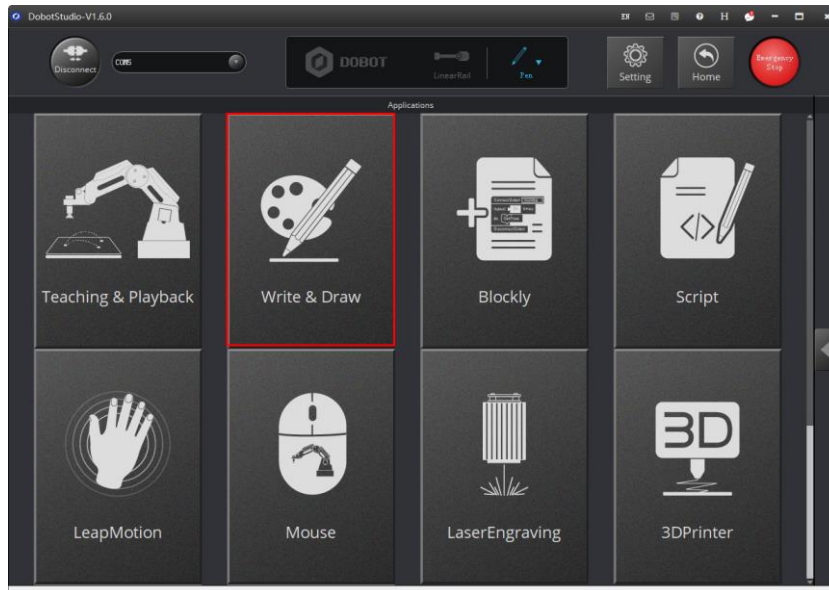 DobotStudio-V1.6.0
EN
H
Disconnect
COM5
DOBOT
LinearRail
Pen
Setting
Home
Emergency
Stop
Applications
Teaching & Playback
Write & Draw
Blockly
Script
LeapMotion
Mouse
LaserEngraving
3D
3DPrinter